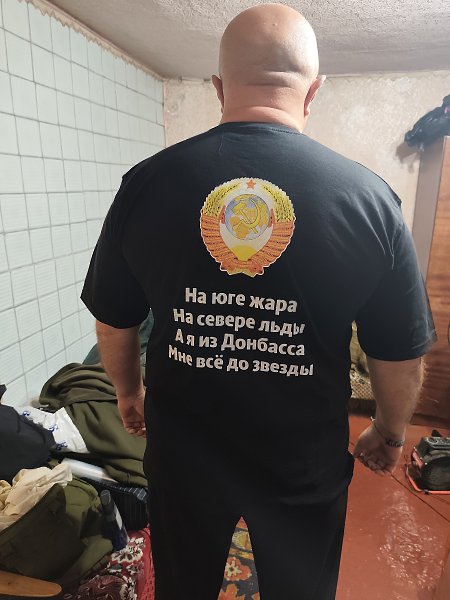 На юге жара
На севере льды
А я из Донбасса
Мне всё до звезды